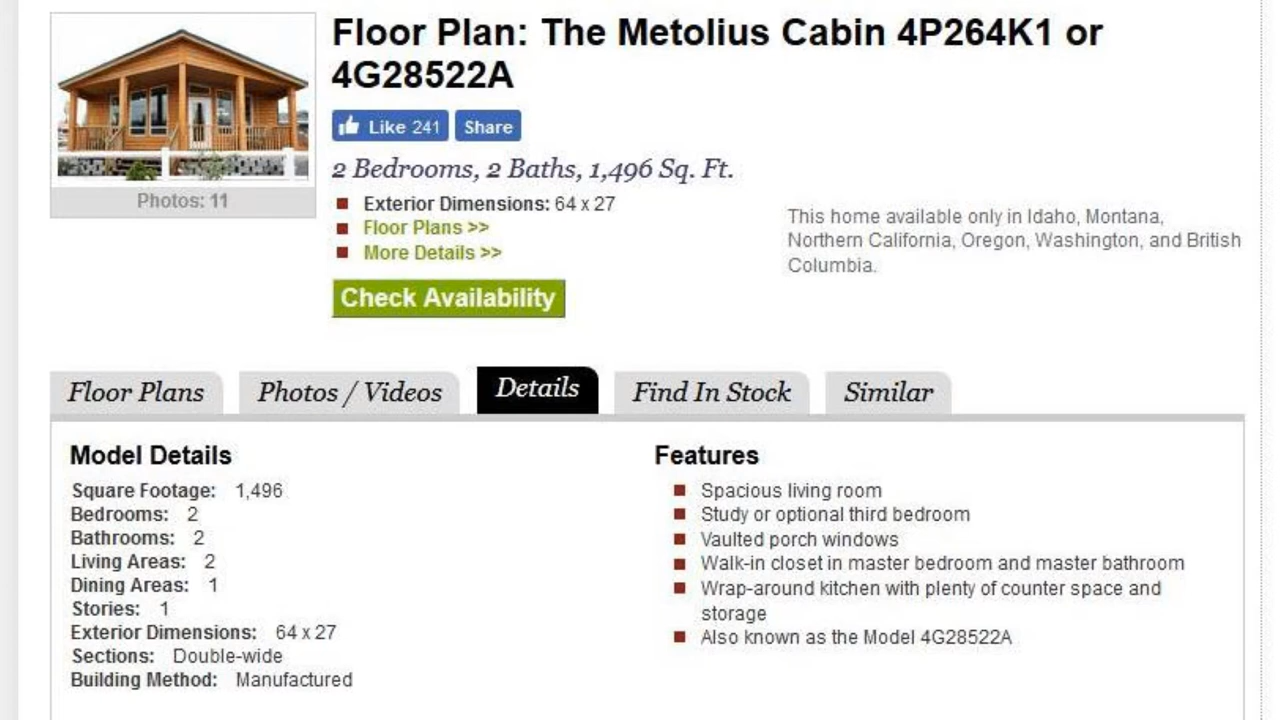 Floor Plan: The Metolius Cabin 4P264K1 or
4G28522A
Like 241
Share
2 Bedrooms, 2 Baths, 1,496 Sq. Ft.
Photos: 11
Exterior Dimensions: 64 x 27
Floor Plans >>
More Details >>
This home available only in Idaho, Montana,
Northern California, Oregon, Washington, and British
Columbia.
Check Availability
Floor Plans
Photos / Videos
Details
Find In Stock
Similar
Model Details
Square Footage: 1,496
Bedrooms: 2
Bathrooms: 2
Living Areas: 2
Dining Areas: 1
Stories: 1
Exterior Dimensions: 64 x 27
Sections: Double-wide
Building Method: Manufactured
Features
Spacious living room
Study or optional third bedroom
Vaulted porch windows
Walk-in closet in master bedroom and master bathroom
Wrap-around kitchen with plenty of counter space and
storage
Also known as the Model 4G28522A